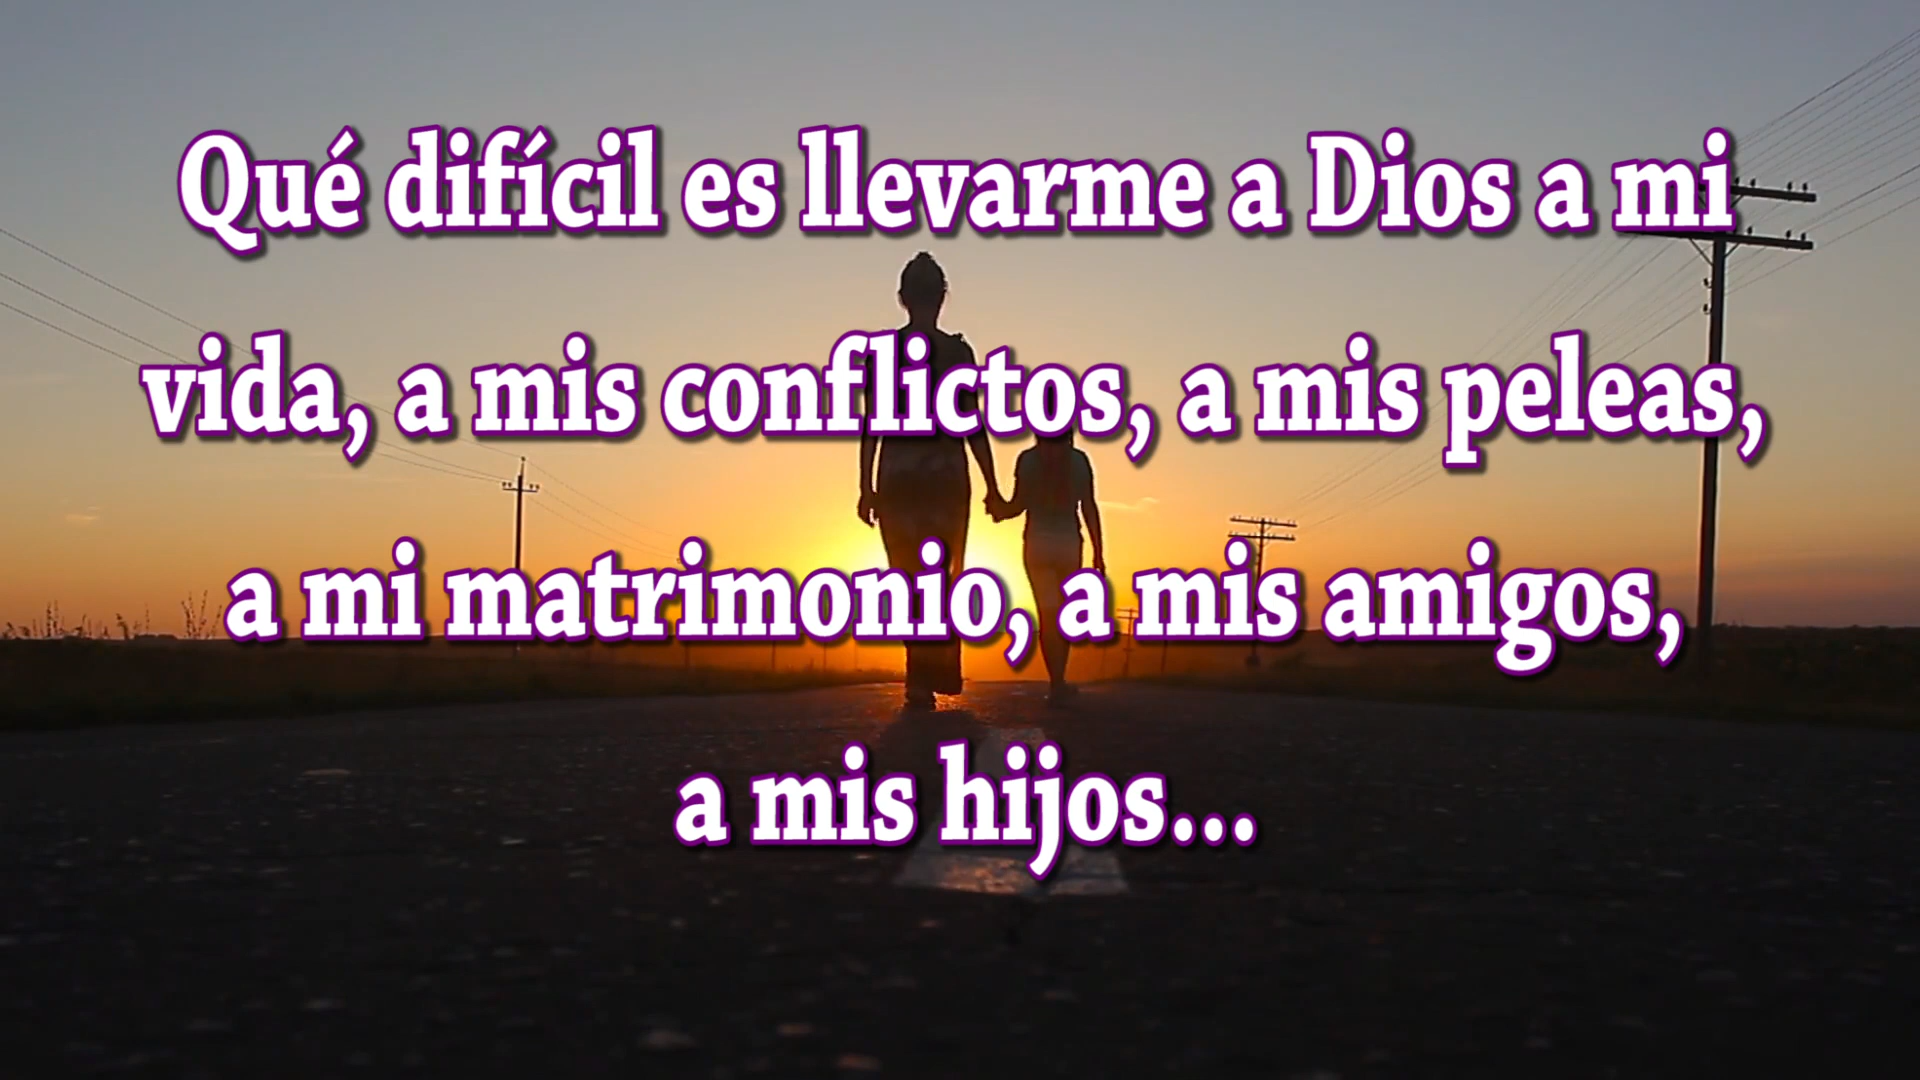 Qué difícil es llevarme a Dios a mi
vida, a mis conflictos, a mis peleas,
a mi matrimonio, a mis amigos,
a mis hijos...